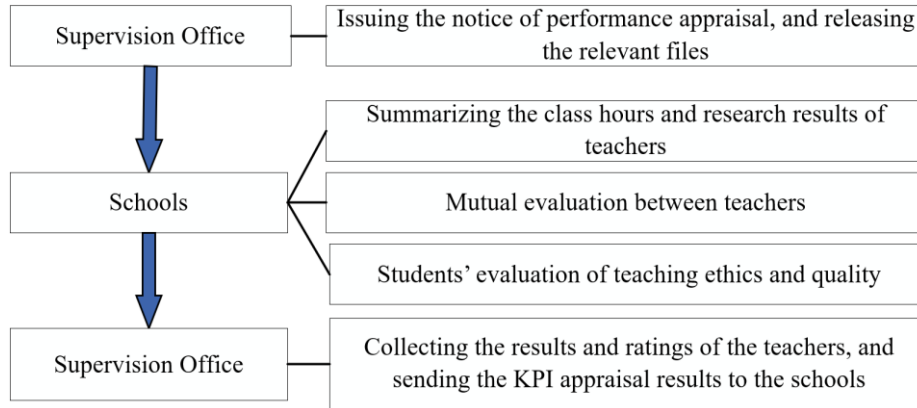 Supervision Office
Issuing the notice of performance appraisal, and releasing
the relevant files
Summarizing the class hours and research results of
teachers
Schools
Mutual evaluation between teachers
Students’ evaluation of teaching ethics and quality
Supervision Office
Collecting the results and ratings of the teachers, and
sending the KPI appraisal results to the schools